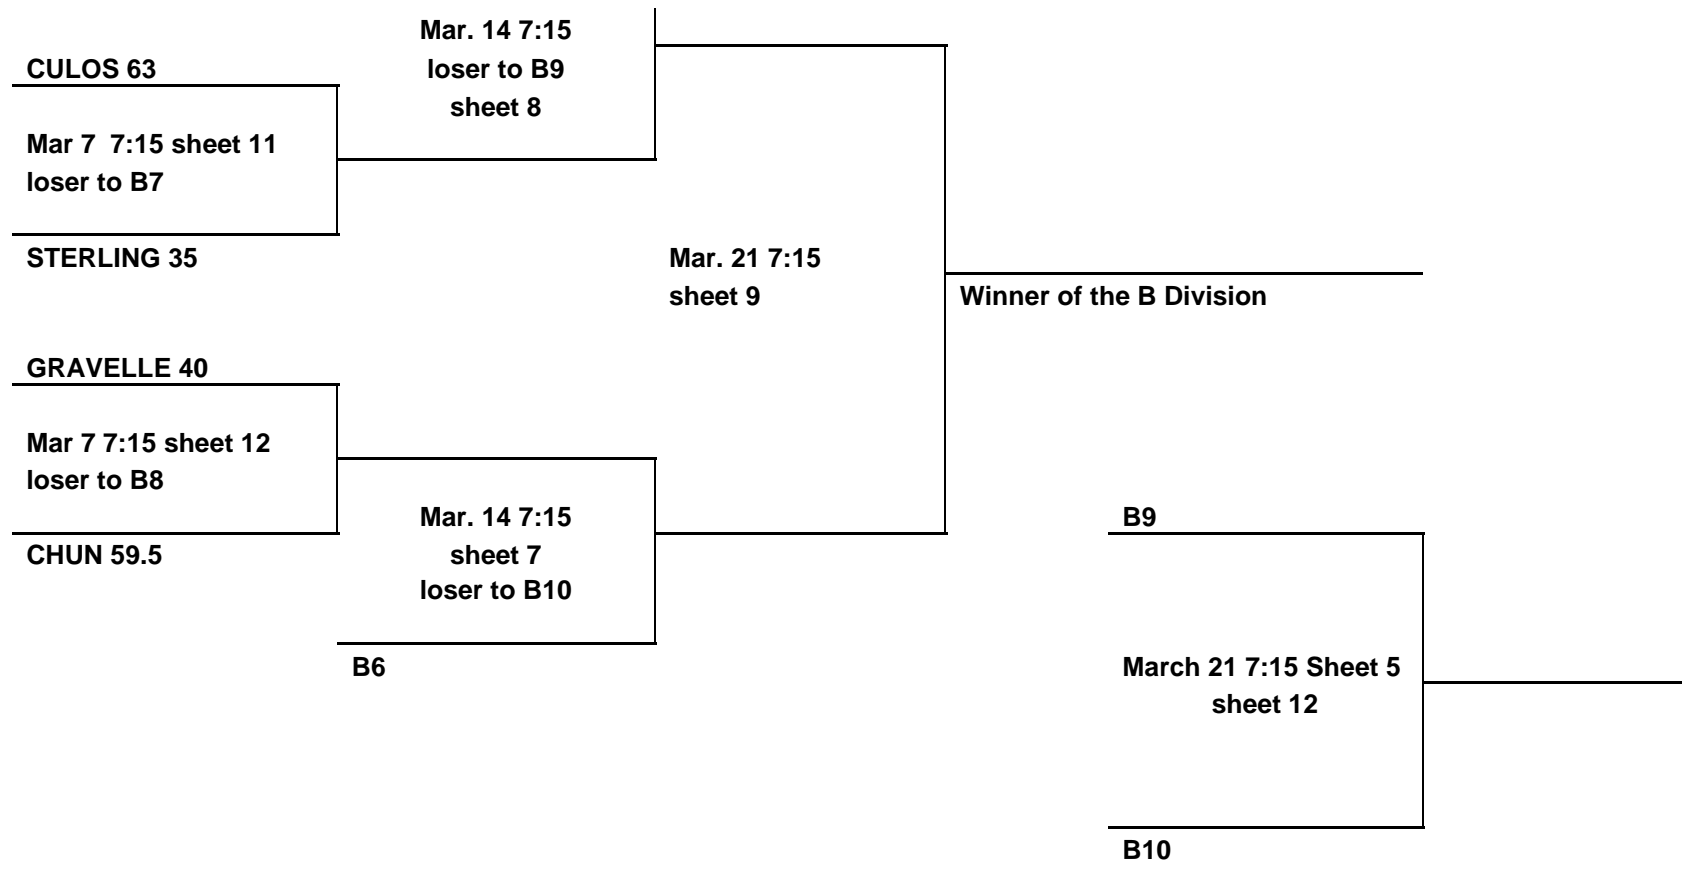 Mar. 14 7:15
loser to B9
sheet 8
CULOS 63
Mar 7  7:15 sheet 11
loser to B7
STERLING 35
Mar. 21 7:15
sheet 9
Winner of the B Division
GRAVELLE 40
Mar 7 7:15 sheet 12
loser to B8
CHUN 59.5
Mar. 14 7:15
sheet 7
loser to B10
B6
B9
March 21 7:15 Sheet 5
sheet 12
B10